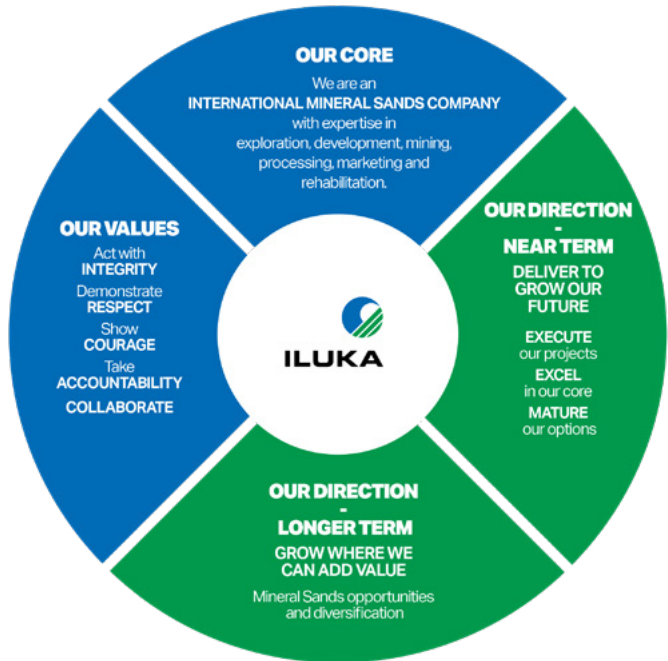 OUR CORE
We are an
INTERNATIONAL MINERAL SANDS COMPANY
with expertise in
exploration, development, mining,
processing, marketing and
rehabilitation.
OUR DIRECTION
-
NEAR TERM
DELIVER TO
GROW OUR
FUTURE
EXECUTE
our projects
EXCEL
in our core
MATURE
our options
OUR DIRECTION
-
LONGER TERM
GROW WHERE WE
CAN ADD VALUE
Mineral Sands opportunities
and diversification
OUR VALUES
Act with
INTEGRITY
Demonstrate
RESPECT
Show
COURAGE
Take
ACCOUNTABILITY
COLLABORATE
ILUKA